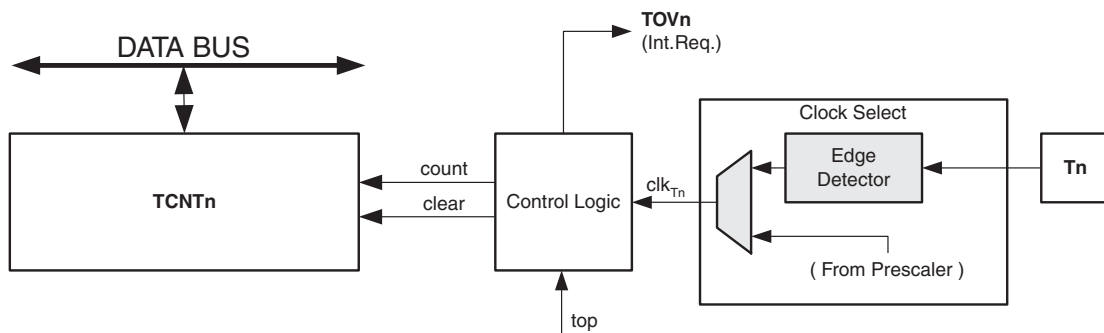 TOVn
(Int.Req.)
DATA BUS
Clock Select
Edge
Detector
Tn
TCNTn
count
clear
Control Logic
clkTn
( From Prescaler )
top